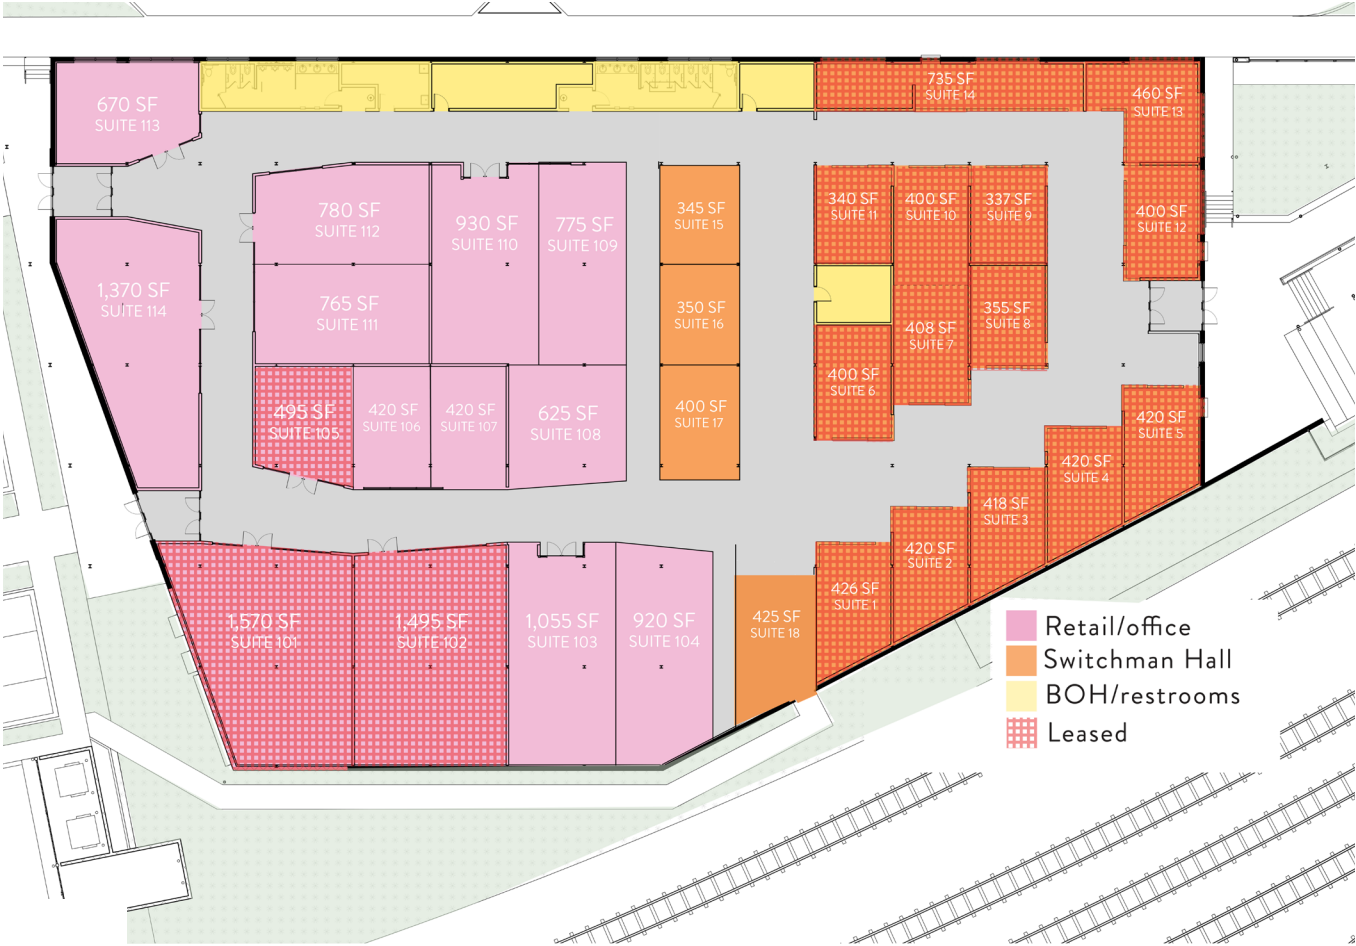 670 SF
SUITE 113
735 SF
SUITE 14
460 SF
SUITE 13
780 SF
SUITE 112
930 SF
SUITE 110
775 SF
SUITE 109
345 SF
SUITE 15
340 SF
SUITE 11
400 SF
SUITE 10
337 SF
SUITE 9
400 SF
SUITE 12
1,370 SF
SUITE 114
765 SF
SUITE 111
350 SF
SUITE 16
408 SF
SUITE 7
355 SF
SUITE 8
495 SF
SUITE 105
420 SF
SUITE 106
420 SF
SUITE 107
625 SF
SUITE 108
400 SF
SUITE 17
400 SF
SUITE 6
420 SF
SUITE 5
420 SF
SUITE 4
418 SF
SUITE 3
420 SF
SUITE 2
426 SF
SUITE 1
1,570 SF
SUITE 101
1,495 SF
SUITE 102
1,055 SF
SUITE 103
920 SF
SUITE 104
425 SF
SUITE 18
Retail/office
Switchman Hall
BOH/restrooms
Leased